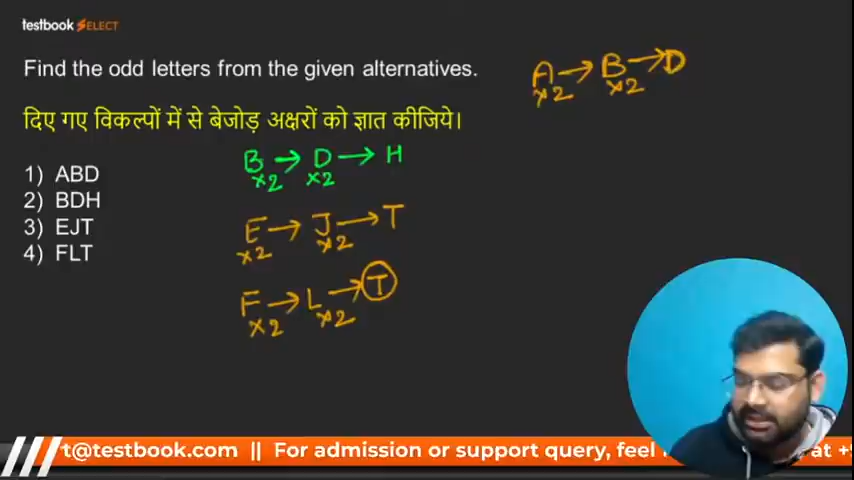 testbook SELECT
Find the odd letters from the given alternatives.
दिए गए विकल्पों में से बेजोड़ अक्षरों को ज्ञात कीजिये।
1) ABD
2) BDH
3) EJT
4) FLT
A → B → D
×2 ×2
B → D → H
×2 ×2
E → J → T
×2 ×2
F → L → T
×2 ×2
t@testbook.com || For admission or support query, feel at +